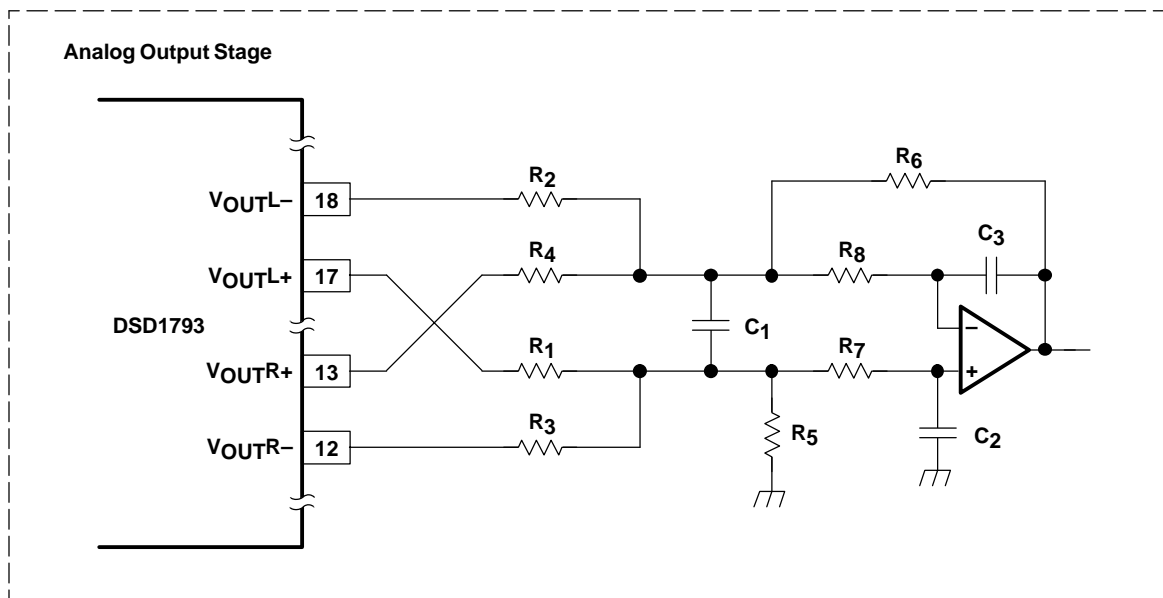 Analog Output Stage
VOUTL– 18
VOUTL+ 17
DSD1793
VOUTR+ 13
VOUTR– 12
R2
R4
R1
R3
C1
R6
R8
C3
R7
R5
C2
–
+